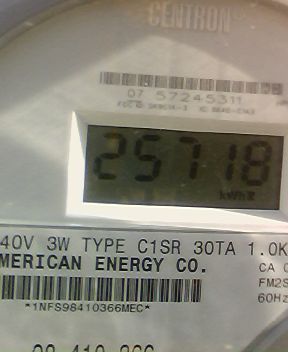 CENTRON®
07 57245311
25718
kWh
40V 3W TYPE C1SR 30TA 1.0K
MERICAN ENERGY CO.
CA 0
FM2S
60Hz
*1NFS98410366MEC*